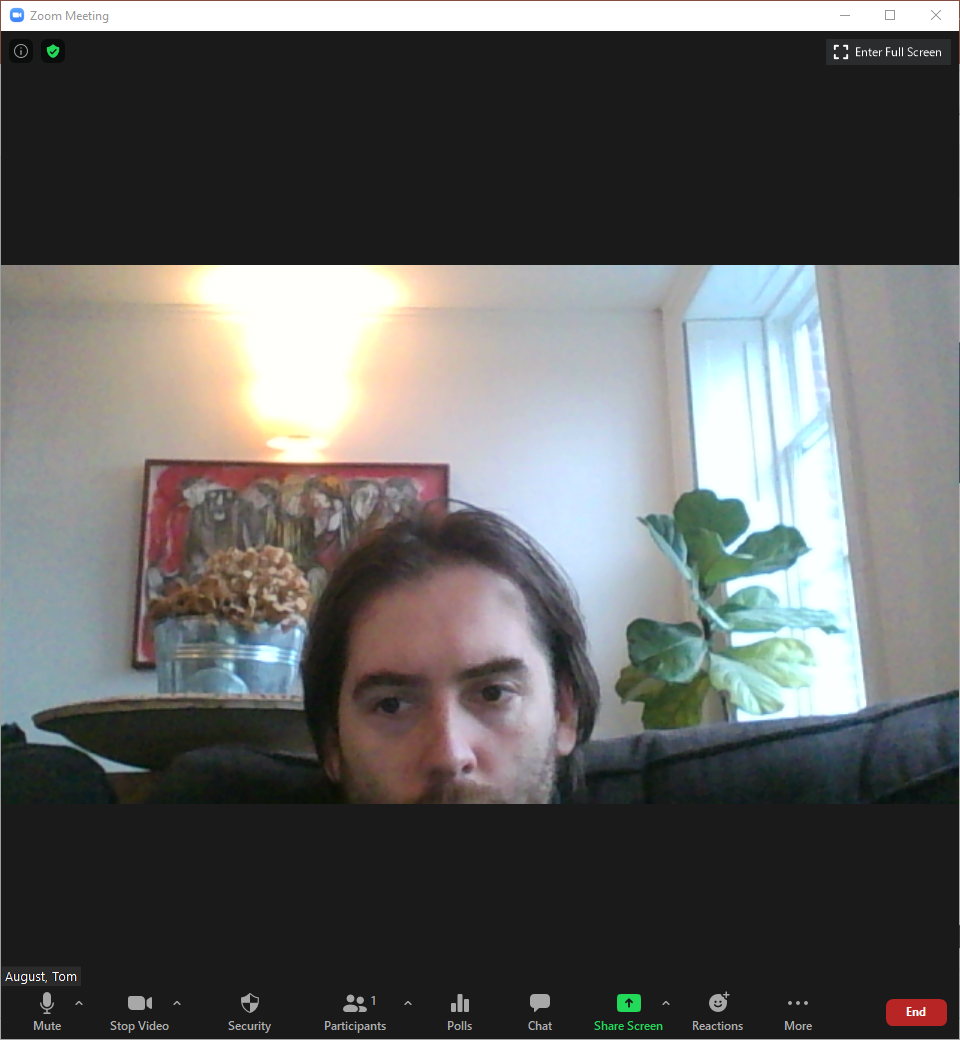 Zoom Meeting
Enter Full Screen
August, Tom
1
Mute
Stop Video
Security
Participants
Polls
Chat
Share Screen
Reactions
More
End